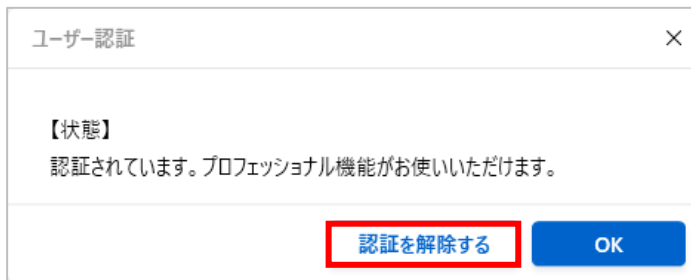 ユーザー認証
【状態】
認証されています。プロフェッショナル機能がお使いいただけます。
認証を解除する
OK